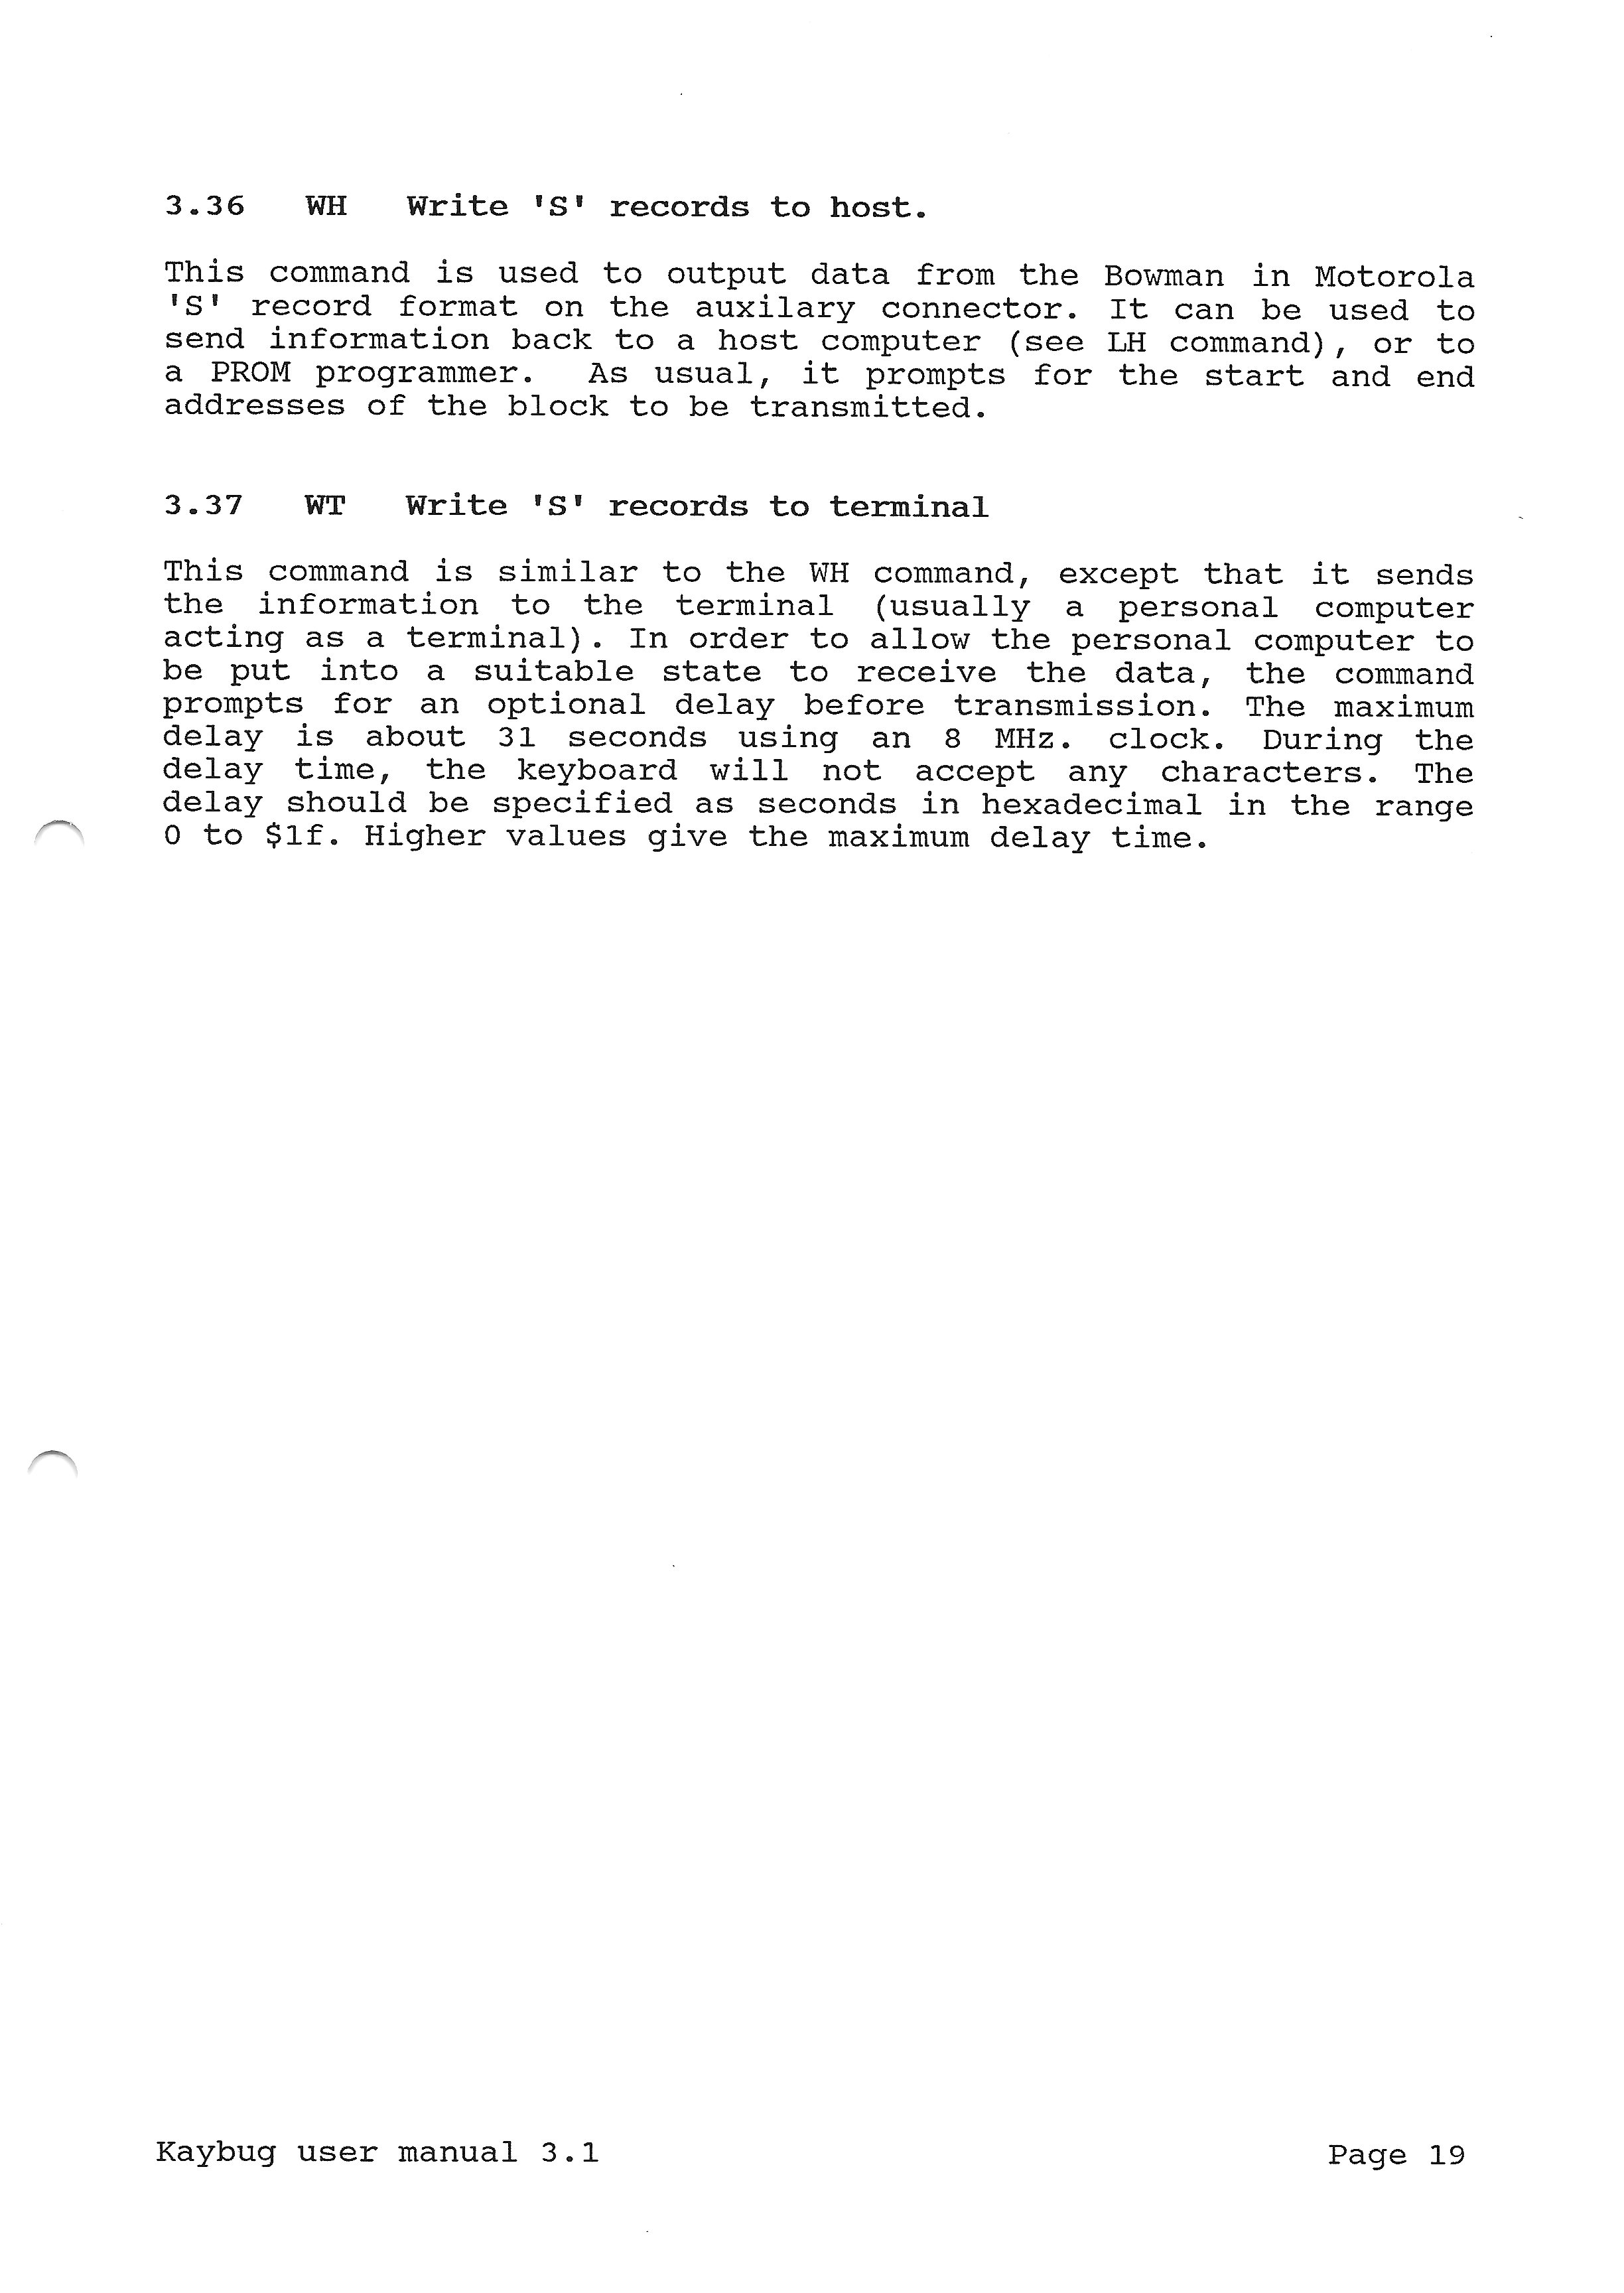 3.36 WH Write 'S' records to host.
This command is used to output data from the Bowman in Motorola
'S' record format on the auxilary connector. It can be used to
send information back to a host computer (see LH command), or to
a PROM programmer. As usual, it prompts for the start and end
addresses of the block to be transmitted.
3.37 WT Write 'S' records to terminal
This command is similar to the WH command, except that it sends
the information to the terminal (usually a personal computer
acting as a terminal). In order to allow the personal computer to
be put into a suitable state to receive the data, the command
prompts for an optional delay before transmission. The maximum
delay is about 31 seconds using an 8 MHz. clock. During the
delay time, the keyboard will not accept any characters. The
delay should be specified as seconds in hexadecimal in the range
0 to $1f. Higher values give the maximum delay time.
Kaybug user manual 3.1 Page 19